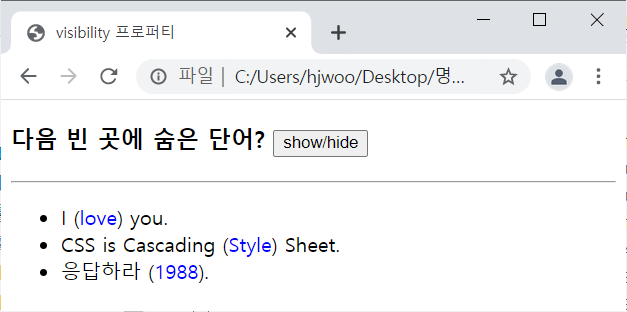 visibility 프로퍼티
파일 | C:/Users/hjwoo/Desktop/명...
다음 빈 곳에 숨은 단어? show/hide
I (love) you.
CSS is Cascading (Style) Sheet.
응답하라 (1988).